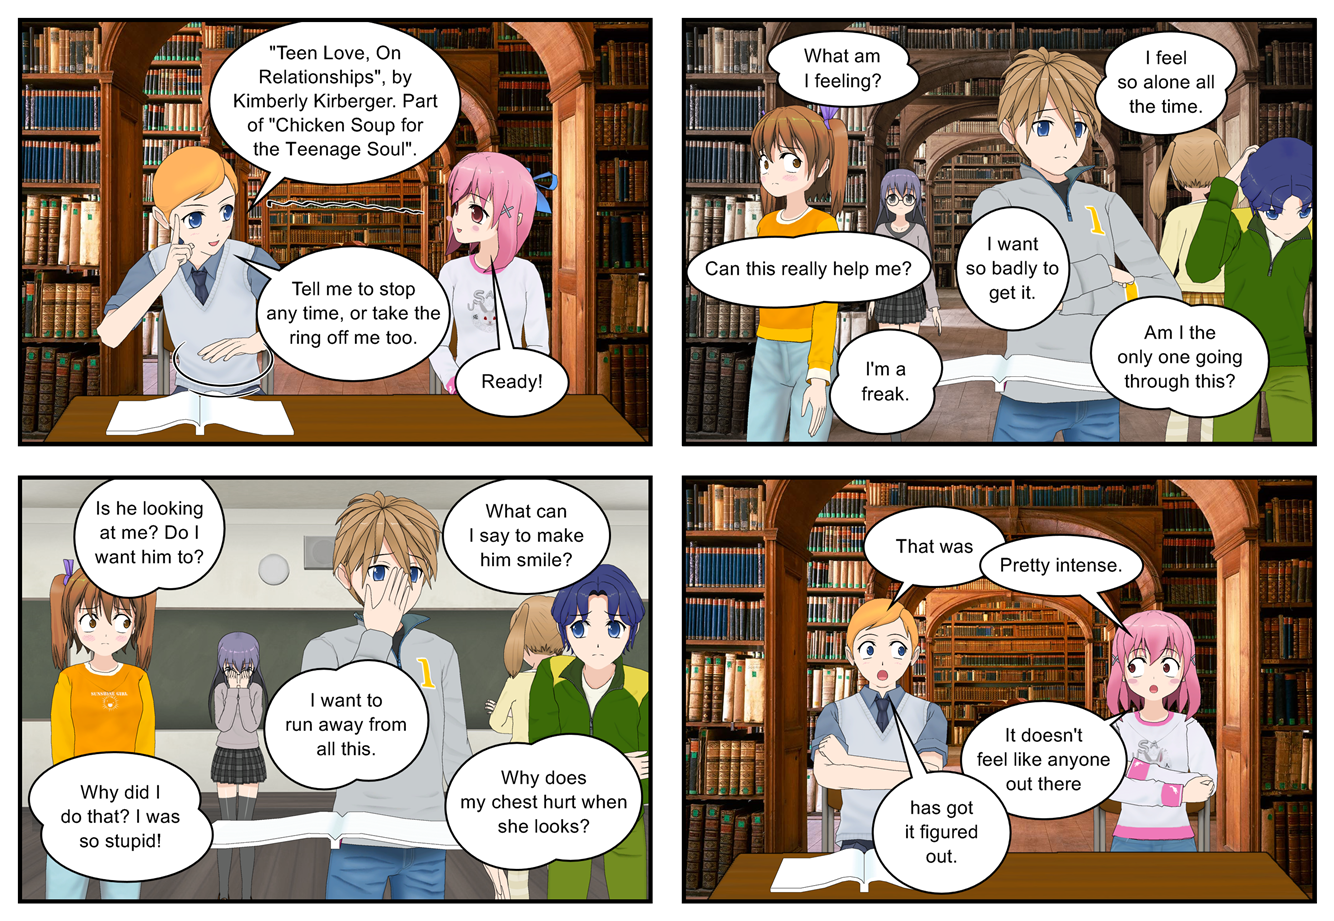 "Teen Love, On
Relationships", by
Kimberly Kirberger. Part
of "Chicken Soup for
the Teenage Soul".
Tell me to stop
any time, or take the
ring off me too.
Ready!
What am
I feeling?
I feel
so alone all
the time.
Can this really help me?
I want
so badly to
get it.
I'm a
freak.
Am I the
only one going
through this?
1
Is he looking
at me? Do I
want him to?
What can
I say to make
him smile?
SUNSHINE GIRL
1
I want to
run away from
all this.
Why did I
do that? I was
so stupid!
Why does
my chest hurt when
she looks?
That was
Pretty intense.
It doesn't
feel like anyone
out there
has got
it figured
out.